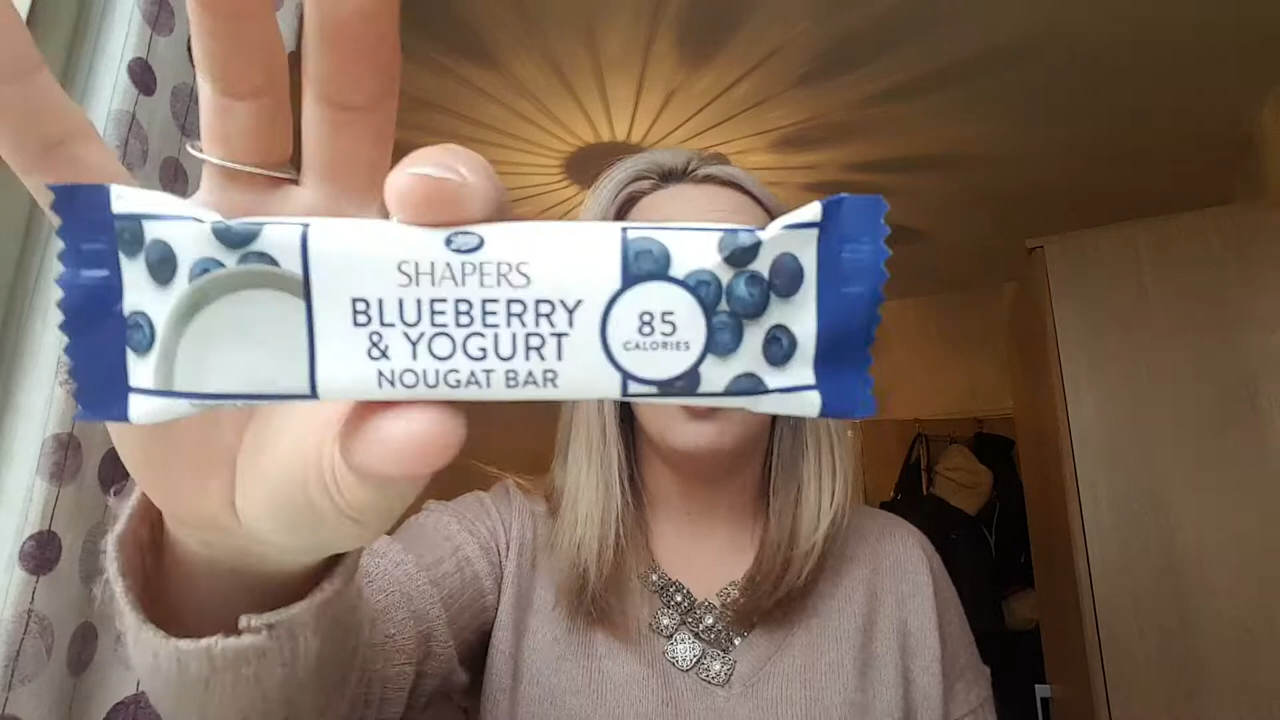 Boots
SHAPERS
BLUEBERRY
& YOGURT
NOUGAT BAR
85
CALORIES